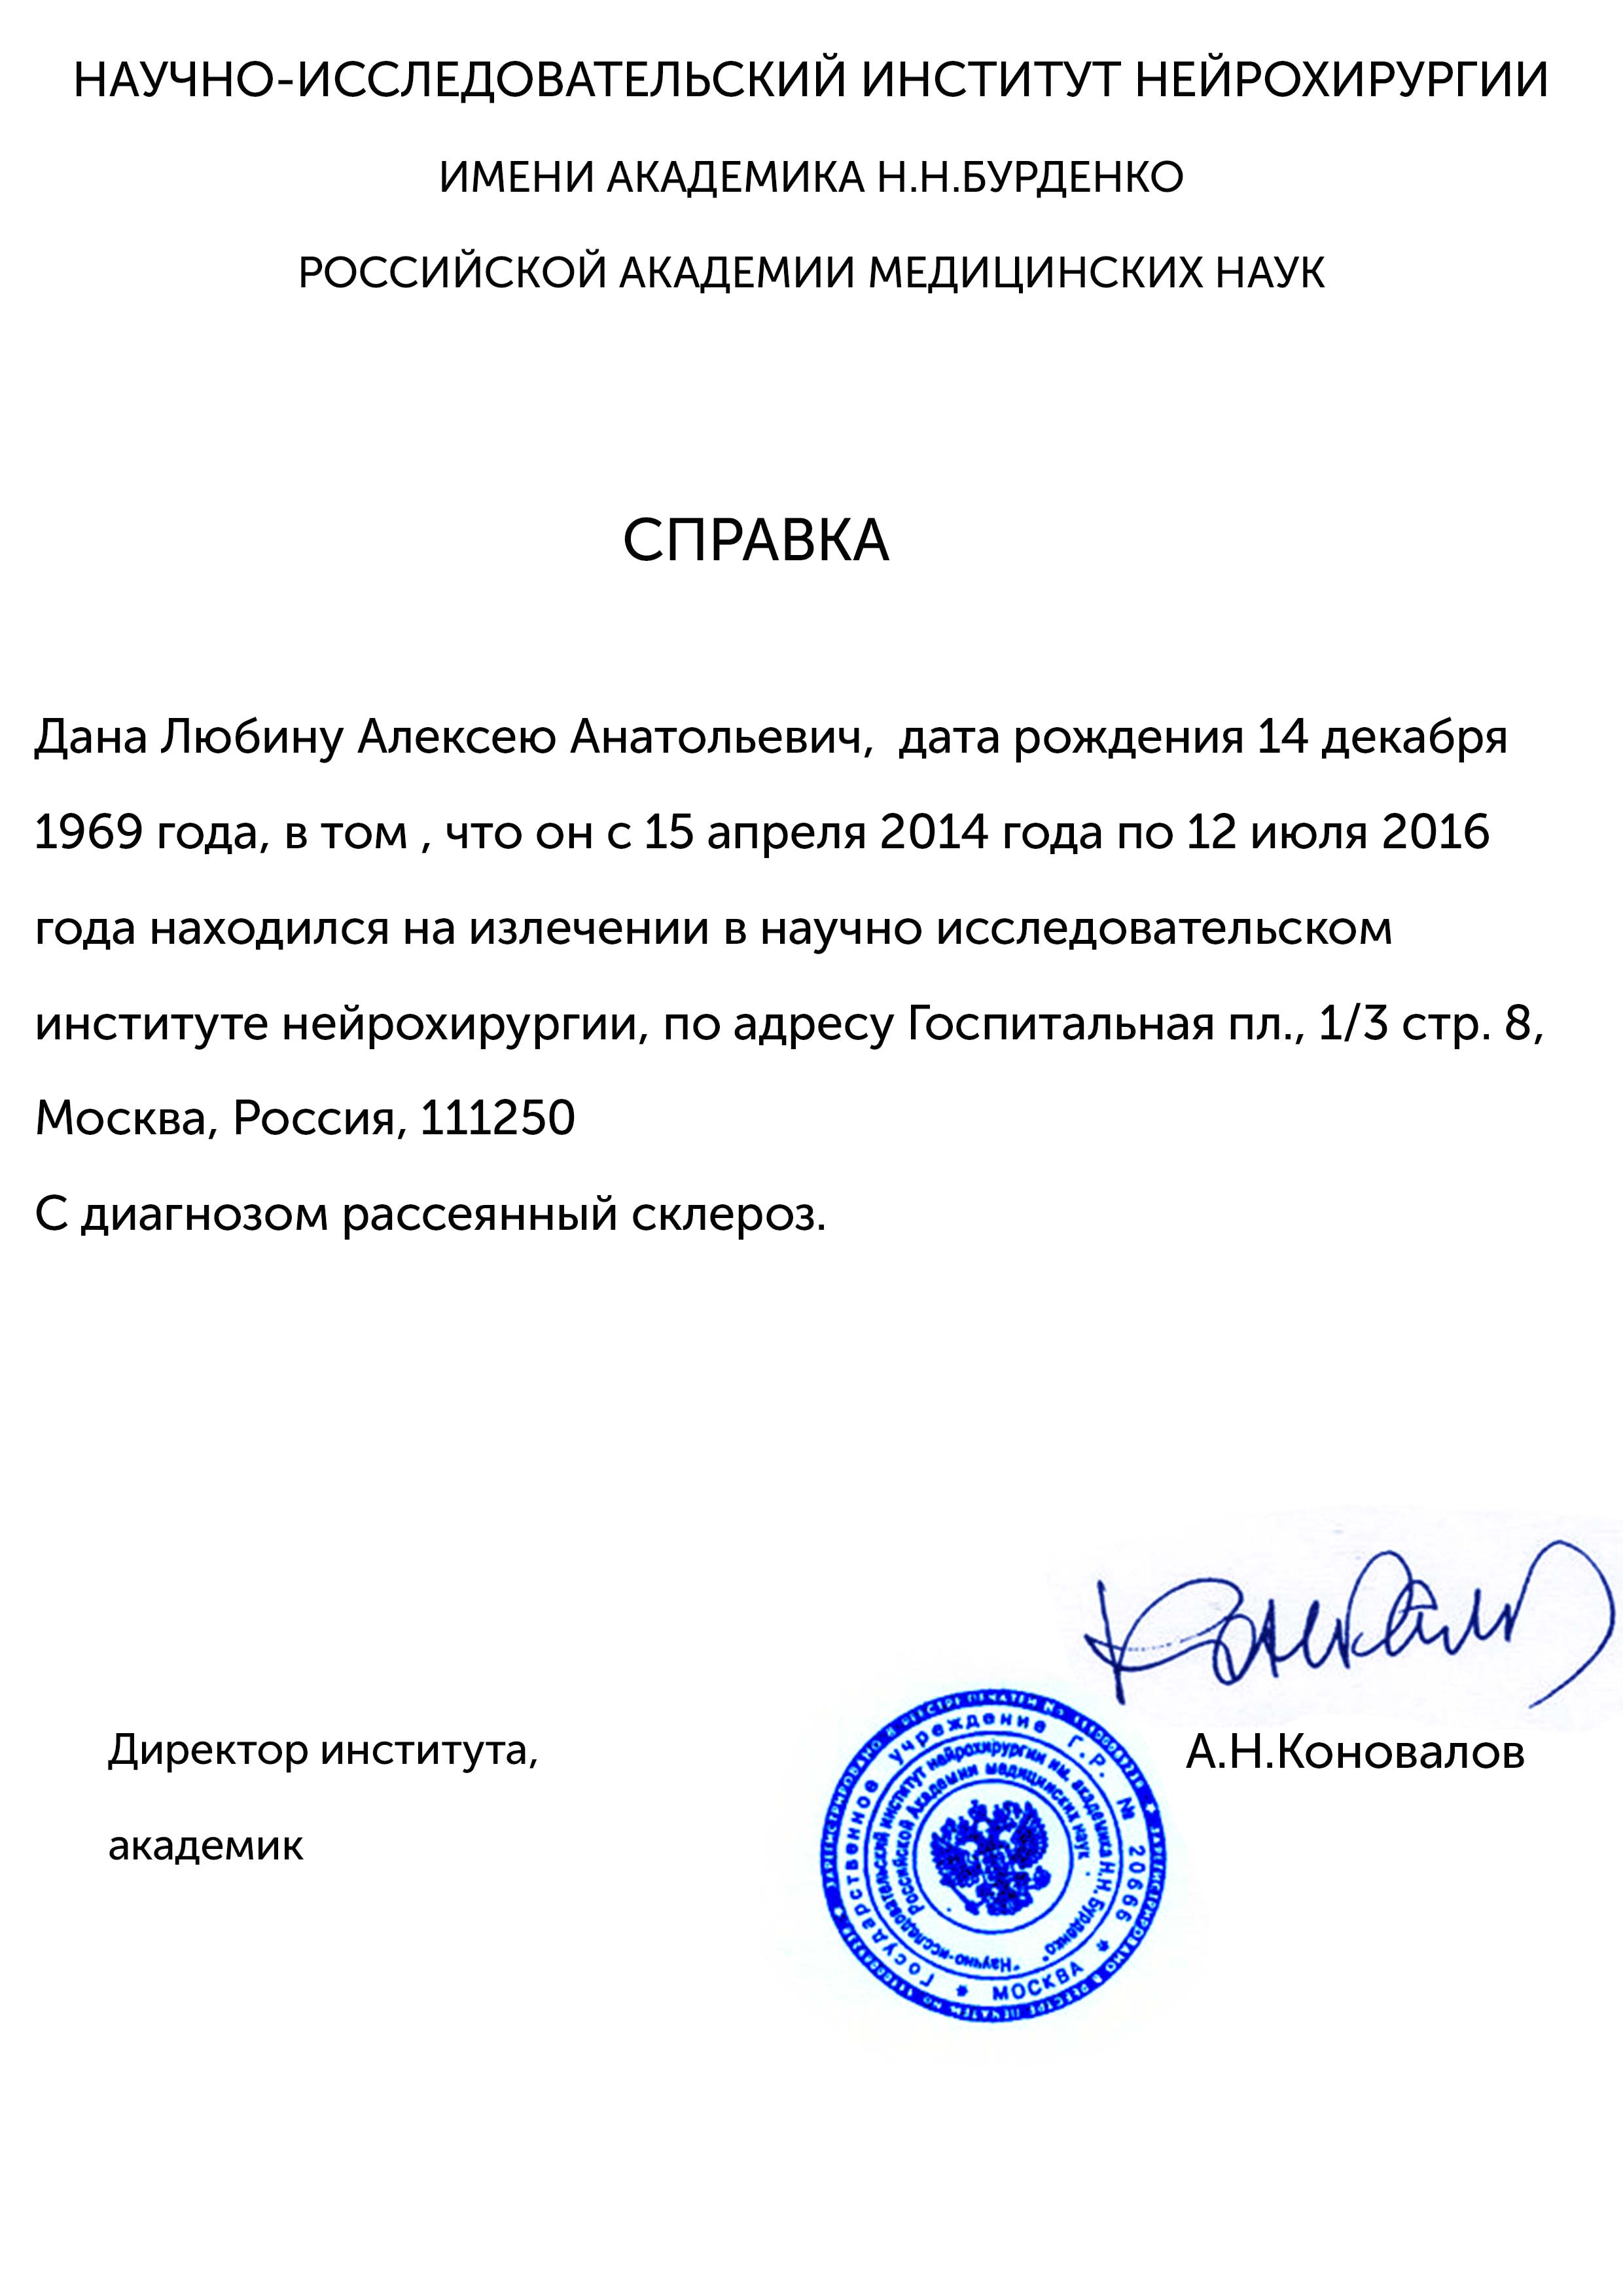 НАУЧНО-ИССЛЕДОВАТЕЛЬСКИЙ ИНСТИТУТ НЕЙРОХИРУРГИИ
ИМЕНИ АКАДЕМИКА Н.Н.БУРДЕНКО
РОССИЙСКОЙ АКАДЕМИИ МЕДИЦИНСКИХ НАУК
СПРАВКА
Дана Любину Алексею Анатольевич, дата рождения 14 декабря
1969 года, в том , что он с 15 апреля 2014 года по 12 июля 2016
года находился на излечении в научно исследовательском
институте нейрохирургии, по адресу Госпитальная пл., 1/3 стр. 8,
Москва, Россия, 111250
С диагнозом рассеянный склероз.
Директор института,
академик
А.Н.Коновалов
Государственное учреждение Г.Р. № 20666 * МОСКВА *
"Научно-исследовательский институт нейрохирургии им. академика Н.Н. Бурденко"
Российской Академии медицинских наук